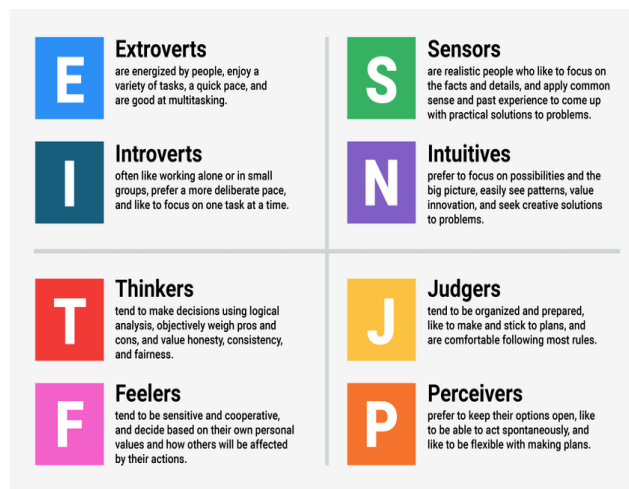 E
Extroverts
are energized by people, enjoy a
variety of tasks, a quick pace, and
are good at multitasking.
I
Introverts
often like working alone or in small
groups, prefer a more deliberate pace,
and like to focus on one task at a time.
S
Sensors
are realistic people who like to focus on
the facts and details, and apply common
sense and past experience to come up
with practical solutions to problems.
N
Intuitives
prefer to focus on possibilities and the
big picture, easily see patterns, value
innovation, and seek creative solutions
to problems.
T
Thinkers
tend to make decisions using logical
analysis, objectively weigh pros and
cons, and value honesty, consistency,
and fairness.
F
Feelers
tend to be sensitive and cooperative,
and decide based on their own personal
values and how others will be affected
by their actions.
J
Judgers
tend to be organized and prepared,
like to make and stick to plans, and
are comfortable following most rules.
P
Perceivers
prefer to keep their options open, like
to be able to act spontaneously, and
like to be flexible with making plans.